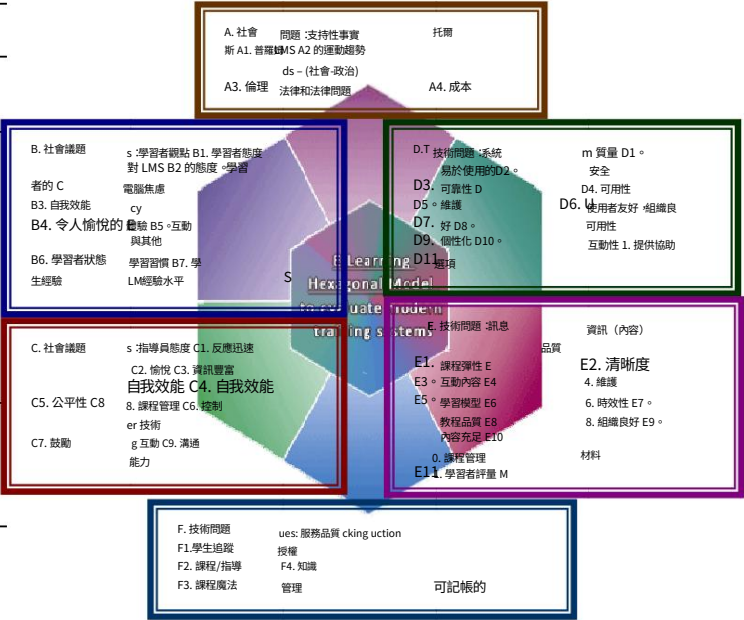 A. 社會 問題 :支持性事實 托爾
斯 A1. 普羅姆 LMS A2 的運動趨勢
ds – (社會-政治)
A3. 倫理 法律和法律問題 A4. 成本
B. 社會議題 s :學習者觀點 B1. 學習者態度
對 LMS B2 的態度。學習
者的 C 電腦焦慮
B3. 自我效能 cy
B4. 令人愉悅的 E 體驗 B5。互動
與其他
B6. 學習者狀態 學習習慣 B7. 學
生經驗 LM經驗水平
S
D.T 技術問題 :系統 m 質量 D1。
易於使用的D2。 安全
D3. 可靠性 D D4. 可用性
D5。維護 D6. U 使用者友好,組織良
D7. 好 D8。 可用性
D9. 個性化 D10。 互動性 1. 提供協助
D11. 選項
E-Learning
Hexagonal Model
to evaluate modern
training systems
C. 社會議題 s :指導員態度 C1. 反應迅速
C2. 愉悅 C3. 資訊豐富
自我效能 C4. 自我效能
C5. 公平性 C8 8. 課程管理 C6. 控制
er 技術
C7. 鼓勵 g 互動 C9. 溝通
能力
E. 技術問題 :訊息 資訊(內容)
品質
E1. 課程彈性 E E2. 清晰度
E3。互動內容 E4 4. 維護
E5。學習模型 E6 6. 時效性 E7。
教程品質 E8 8. 組織良好 E9。
內容充足 E10
0. 課程管理 材料
E11. 學習者評量 M
F. 技術問題 ues: 服務品質 cking uction
F1.學生追蹤 授權
F2. 課程/指導 F4. 知識
F3. 課程魔法 管理 可記帳的